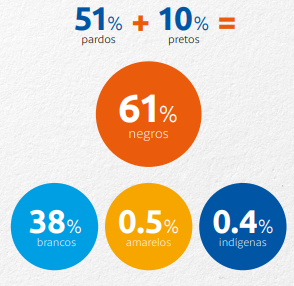 51% + 10% =
pardos pretos
61%
negros
38% 0.5% 0.4%
brancos amarelos indígenas